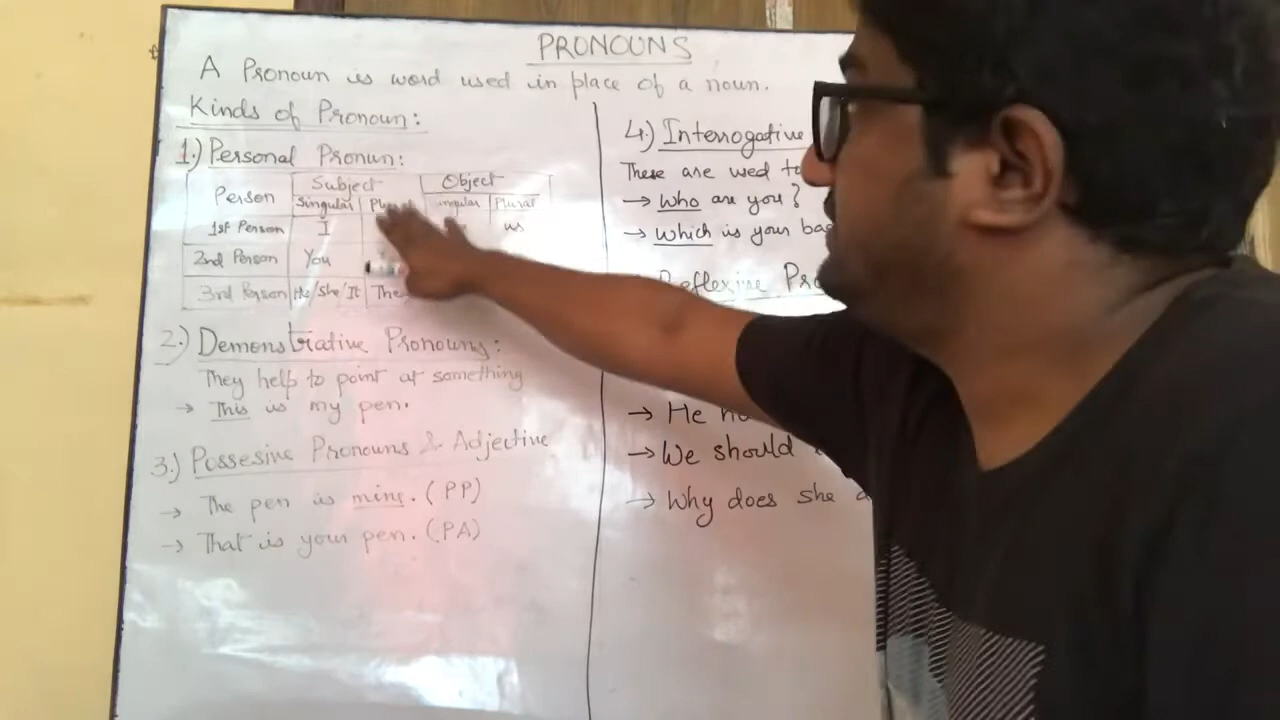 PRONOUNS
A Pronoun is word used in place of a noun.
Kinds of Pronoun:
1.) Personal Pronun:
Person Subject Object
Singular Plural ingular Plural
1st Person I us
2nd Person You
3rd Person He/She/It The
2.) Demonstrative Pronouns:
They help to point at something
→ This is my pen.
3.) Possesive Pronouns & Adjective
→ The pen is mine. (PP)
→ That is your pen. (PA)
4.) Interrogative
These are used to
→ Who are you?
→ Which is your bag
Reflexive Pro
→ He
→ We should
→ Why does she